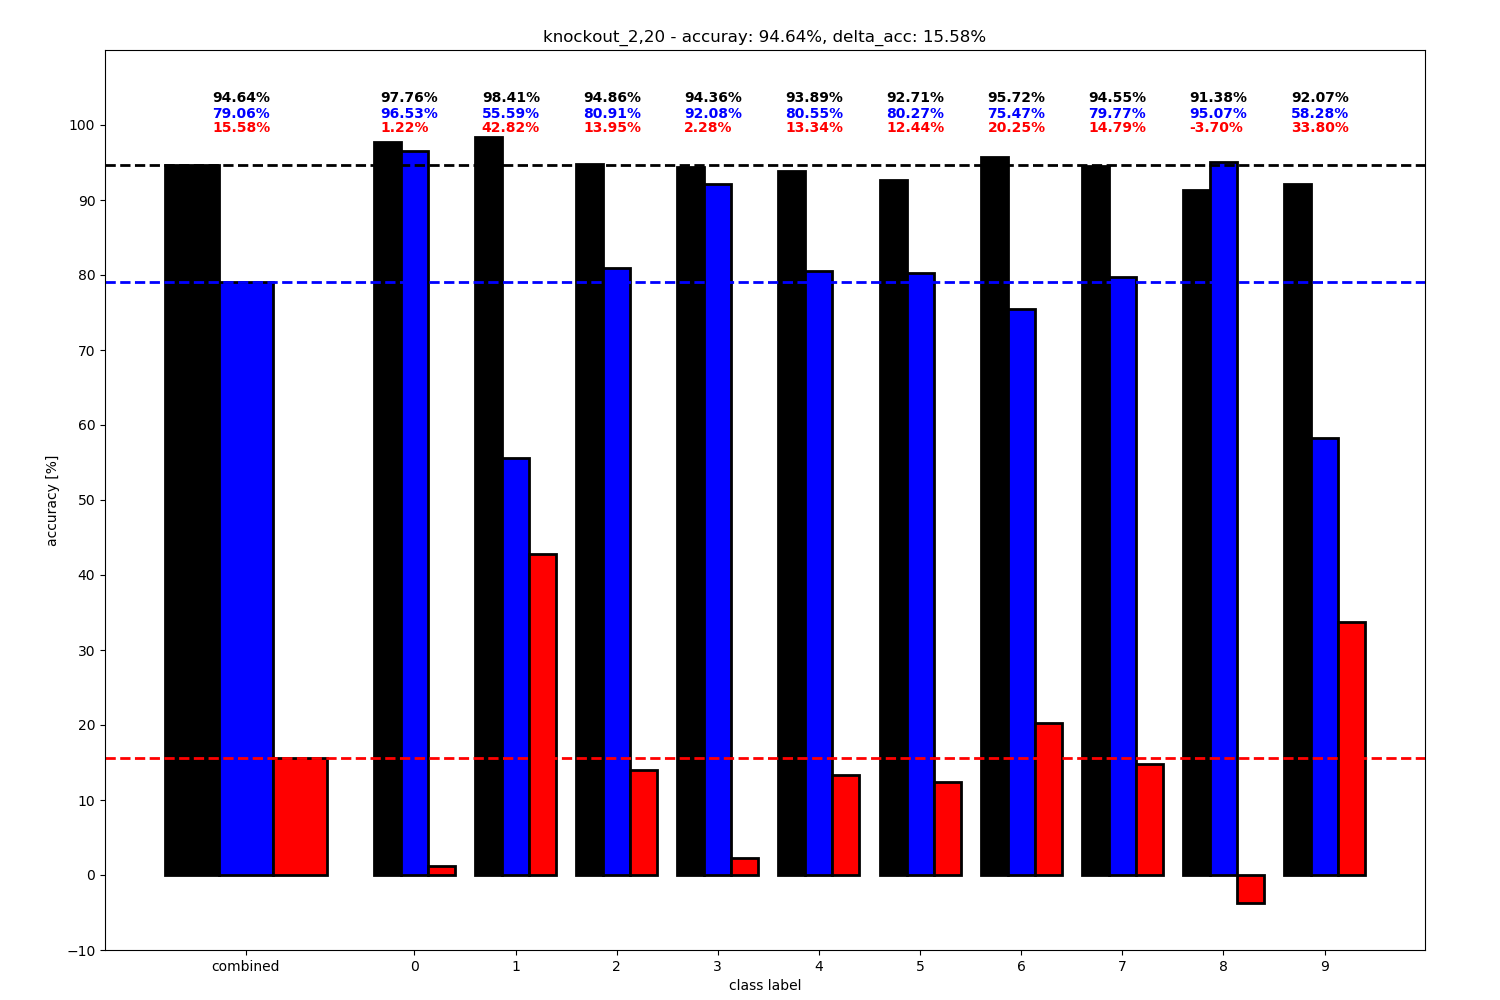 knockout_2,20 - accuray: 94.64%, delta_acc: 15.58%
94.64% 97.76% 98.41% 94.86% 94.36% 93.89% 92.71% 95.72% 94.55% 91.38% 92.07%
79.06% 96.53% 55.59% 80.91% 92.08% 80.55% 80.27% 75.47% 79.77% 95.07% 58.28%
15.58% 1.22% 42.82% 13.95% 2.28% 13.34% 12.44% 20.25% 14.79% -3.70% 33.80%
100
90
80
70
60
50
40
30
20
10
0
−10
accuracy [%]
combined 0 1 2 3 4 5 6 7 8 9
class label